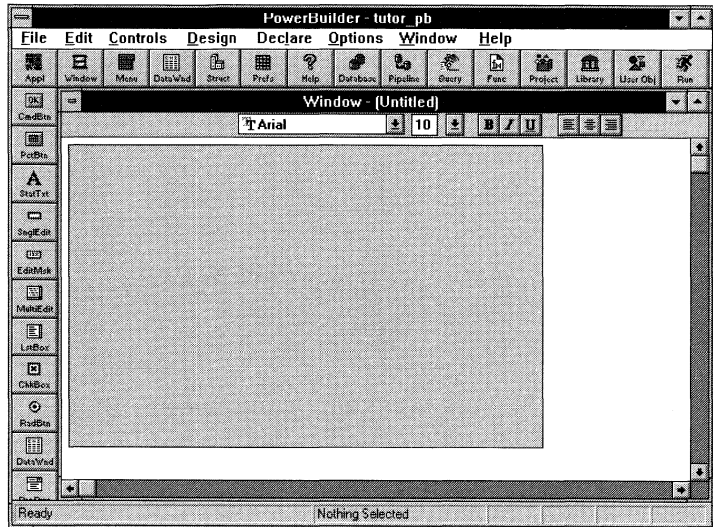 PowerBuilder - tutor_pb
File Edit Controls Design Declare Options Window Help
Appl Window Menu DataWnd Struct Prefs Help Database Pipeline Query Func Project Library User Obj Run
OK
CmdBtn
Window - (Untitled)
Arial 10 B I U
PctBtn
A
StatTxt
SnglEdit
EditMsk
MultiEdit
LstBox
ChkBox
RadBtn
DataWnd
Ready Nothing Selected